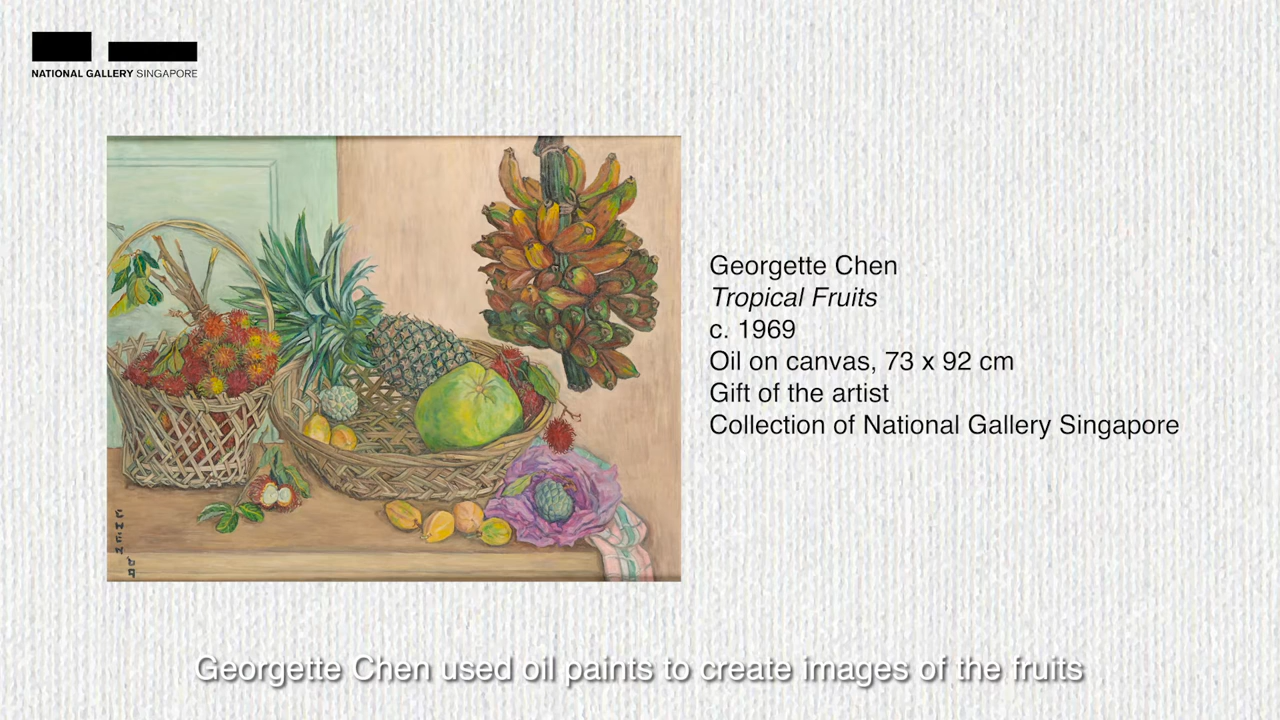 NATIONAL GALLERY SINGAPORE
Georgette Chen
Tropical Fruits
c. 1969
Oil on canvas, 73 x 92 cm
Gift of the artist
Collection of National Gallery Singapore
CHEN
Georgette Chen used oil paints to create images of the fruits